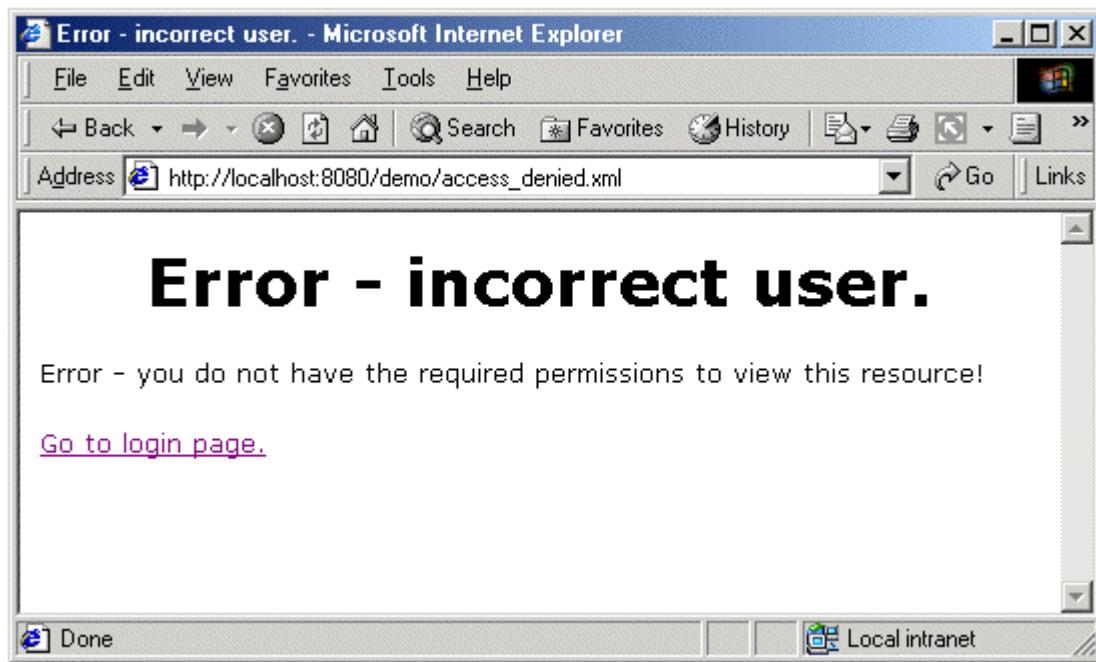 Error - incorrect user. - Microsoft Internet Explorer
File Edit View Favorites Tools Help
Back Search Favorites History »
Address http://localhost:8080/demo/access_denied.xml Go Links
Error - incorrect user.
Error - you do not have the required permissions to view this resource!
Go to login page.
Done Local intranet